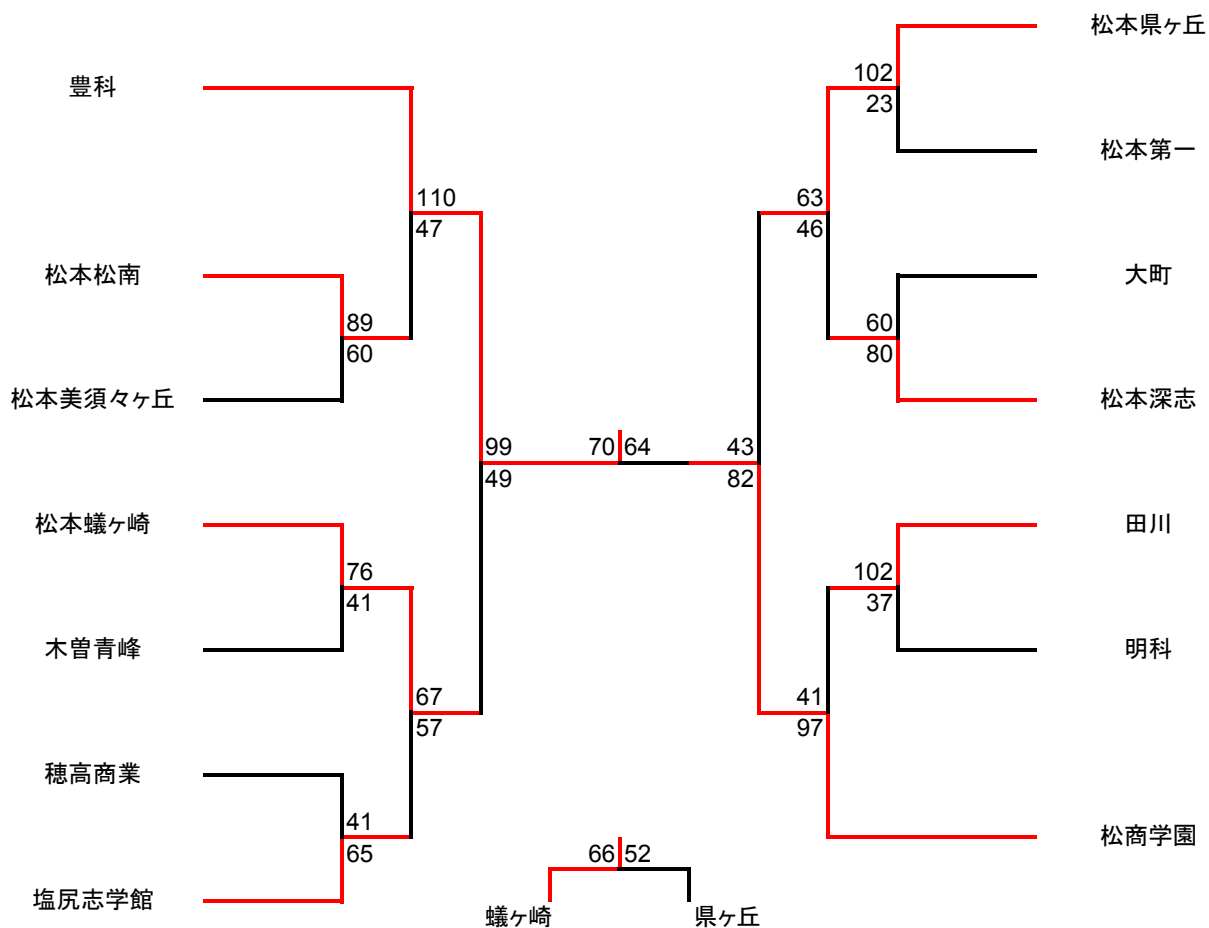 松本県ヶ丘
102
豊科
23
松本第一
110
63
47
46
松本松南
大町
89
60
60
80
松本美須々ヶ丘
松本深志
99
70 64
43
49
82
松本蟻ヶ崎
田川
76
102
41
37
木曽青峰
明科
67
41
57
97
穂高商業
41
松商学園
65
66 52
塩尻志学館
蟻ヶ崎
県ヶ丘